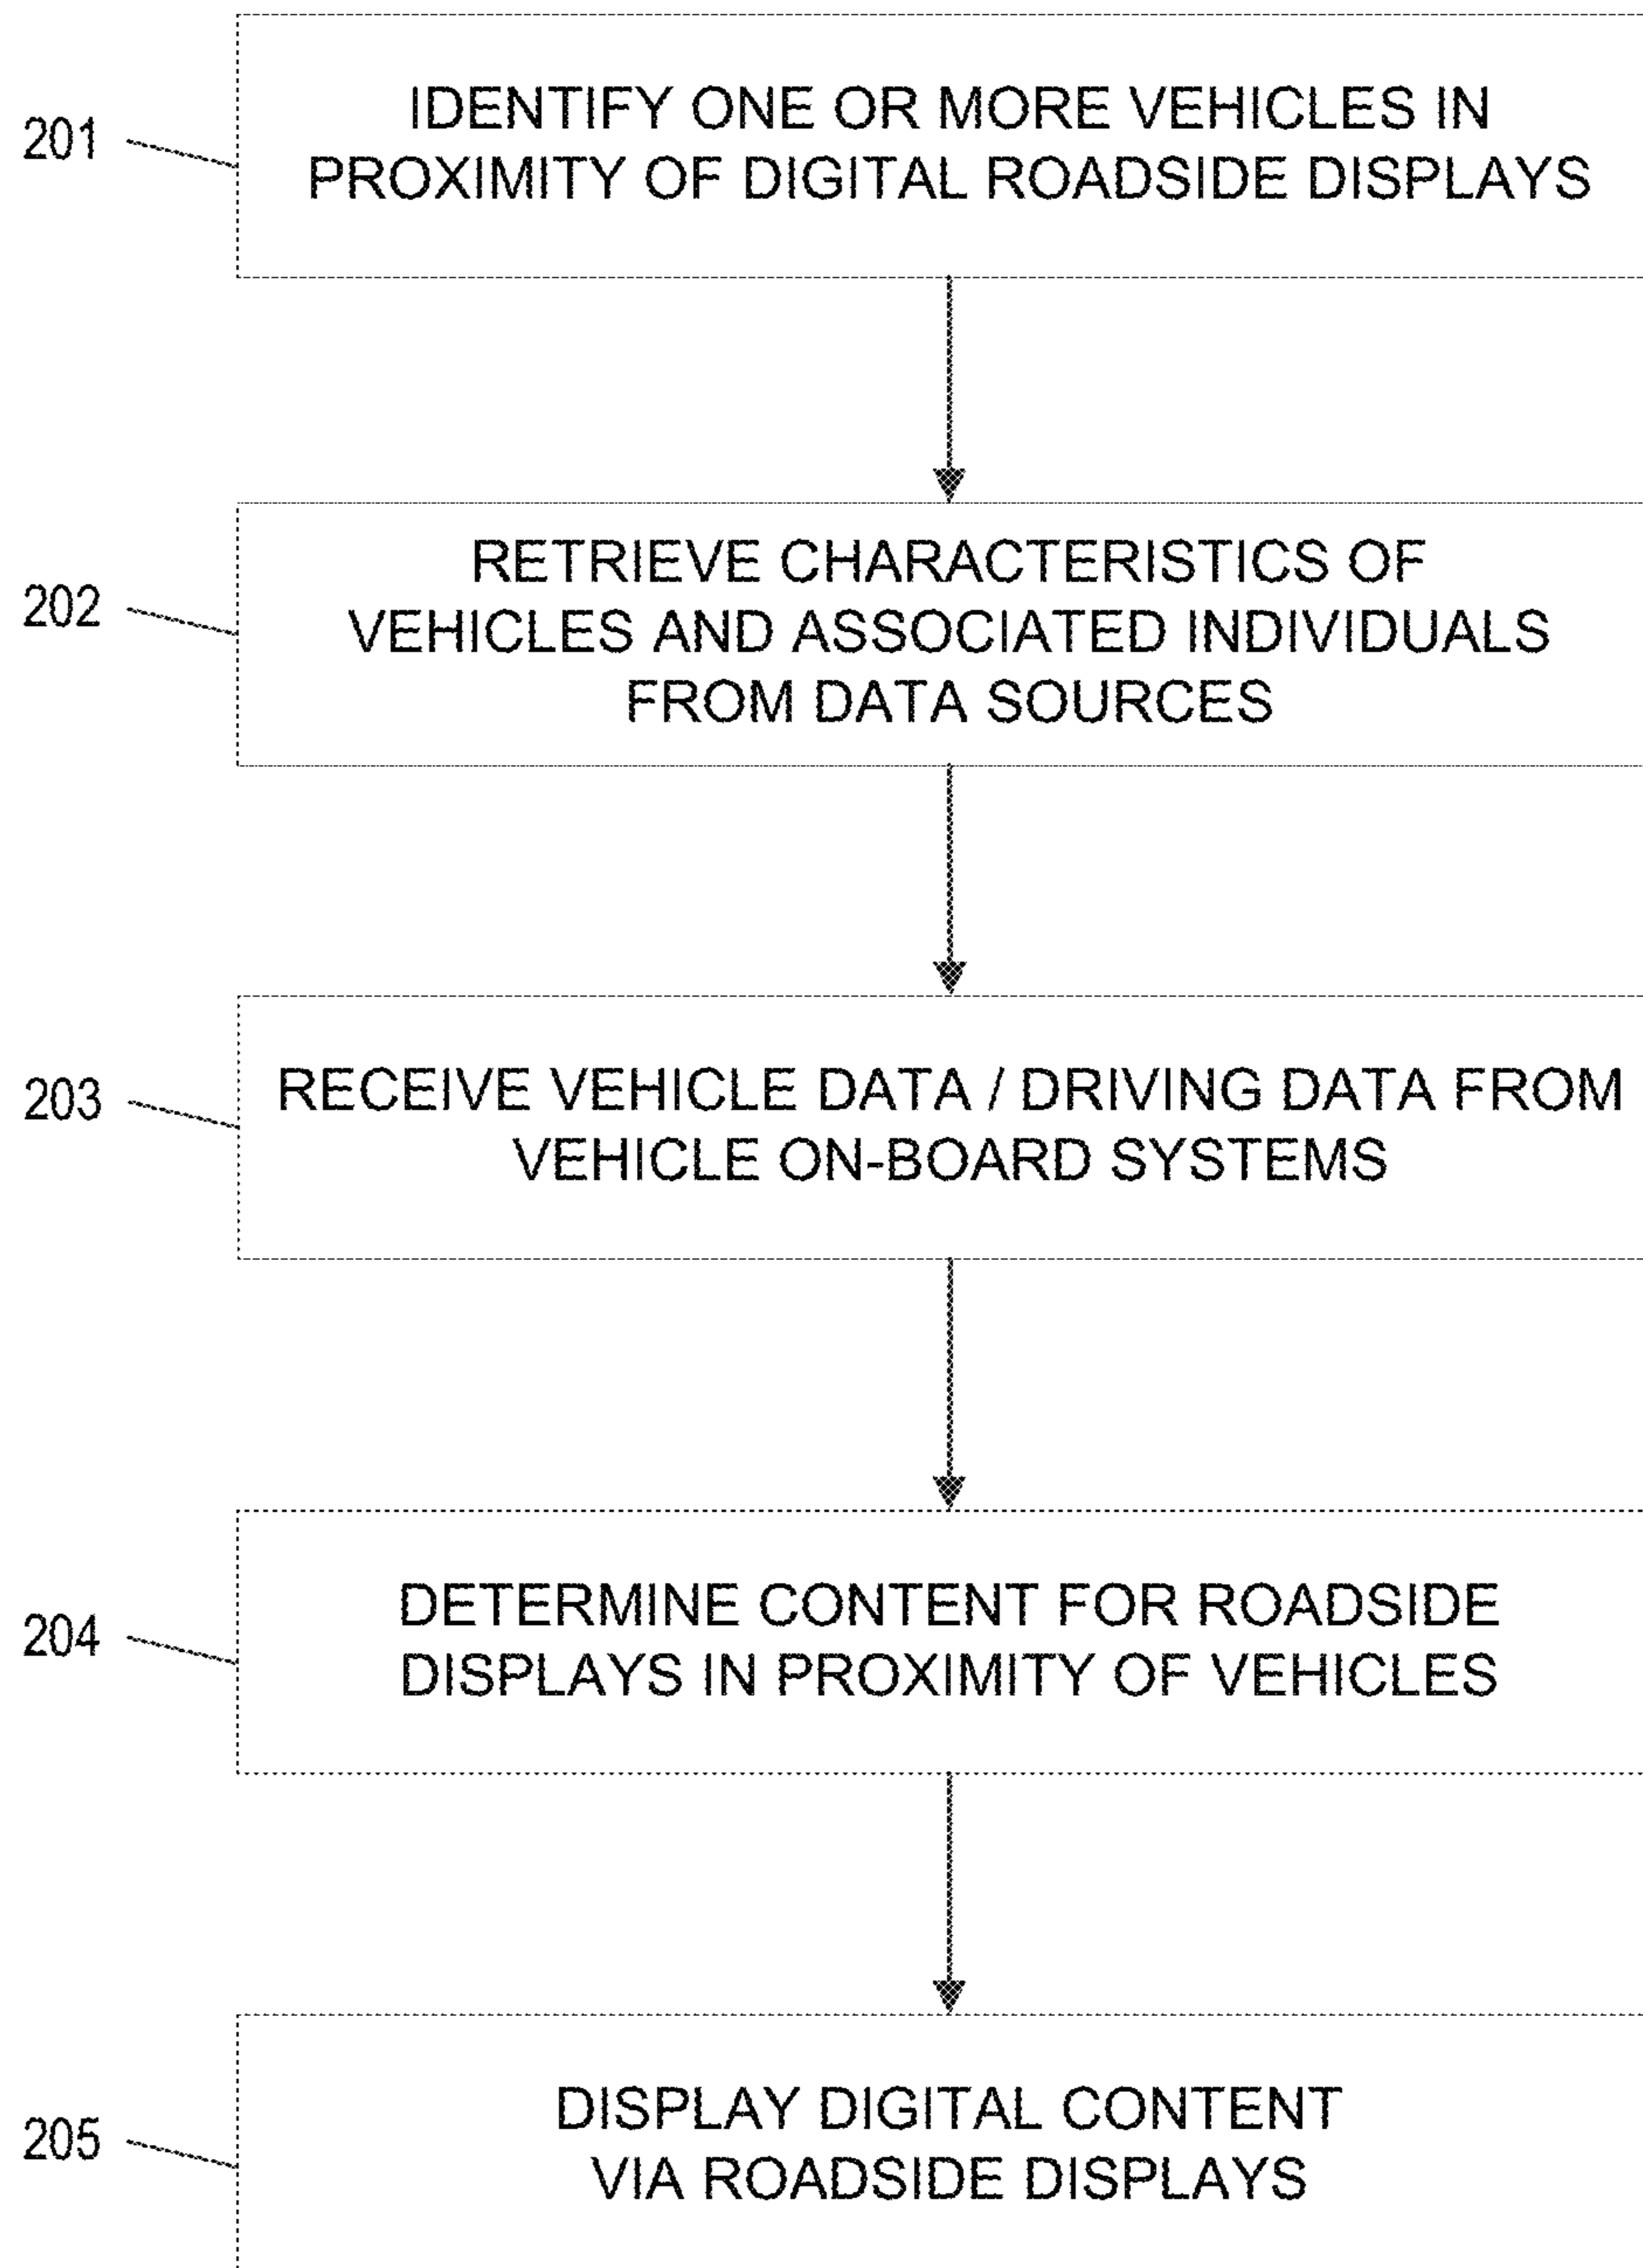 201
IDENTIFY ONE OR MORE VEHICLES IN
PROXIMITY OF DIGITAL ROADSIDE DISPLAYS
202
RETRIEVE CHARACTERISTICS OF
VEHICLES AND ASSOCIATED INDIVIDUALS
FROM DATA SOURCES
203
RECEIVE VEHICLE DATA / DRIVING DATA FROM
VEHICLE ON-BOARD SYSTEMS
204
DETERMINE CONTENT FOR ROADSIDE
DISPLAYS IN PROXIMITY OF VEHICLES
205
DISPLAY DIGITAL CONTENT
VIA ROADSIDE DISPLAYS